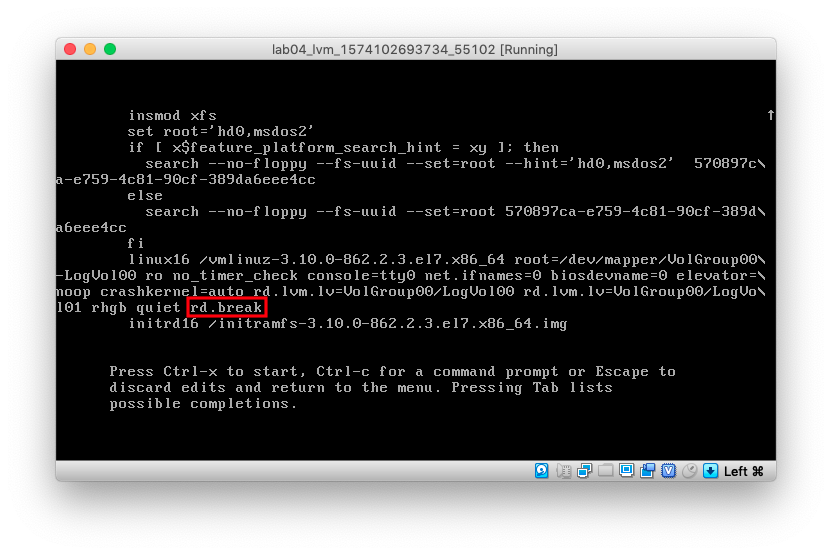 lab04_lvm_1574102693734_55102 [Running]
insmod xfs
set root='hd0,msdos2'
if [ x$feature_platform_search_hint = xy ]; then
search --no-floppy --fs-uuid --set=root --hint='hd0,msdos2'  570897c\
a-e759-4c81-90cf-389da6eee4cc
else
search --no-floppy --fs-uuid --set=root 570897ca-e759-4c81-90cf-389d\
a6eee4cc
fi
linux16 /vmlinuz-3.10.0-862.2.3.el7.x86_64 root=/dev/mapper/VolGroup00\
-LogVol00 ro no_timer_check console=tty0 net.ifnames=0 biosdevname=0 elevator=\
noop crashkernel=auto rd.lvm.lv=VolGroup00/LogVol00 rd.lvm.lv=VolGroup00/LogVo\
l01 rhgb quiet rd.break
initrd16 /initramfs-3.10.0-862.2.3.el7.x86_64.img
Press Ctrl-x to start, Ctrl-c for a command prompt or Escape to
discard edits and return to the menu. Pressing Tab lists
possible completions.
Left ⌘